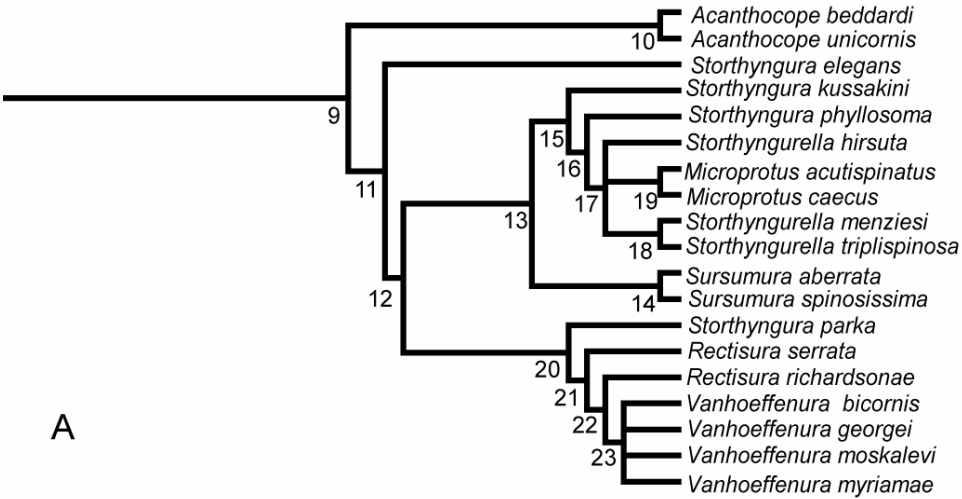 Acanthocope beddardi
10
Acanthocope unicornis
Storthyngura elegans
Storthyngura kussakini
9
Storthyngura phyllosoma
15
Storthyngurella hirsuta
16
Microprotus acutispinatus
11
17
19
Microprotus caecus
13
Storthyngurella menziesi
18
Storthyngurella triplispinosa
Sursumura aberrata
12
14
Sursumura spinosissima
Storthyngura parka
20
Rectisura serrata
21
Rectisura richardsonae
22
Vanhoeffenura bicornis
A
Vanhoeffenura georgei
23
Vanhoeffenura moskalevi
Vanhoeffenura myriamae